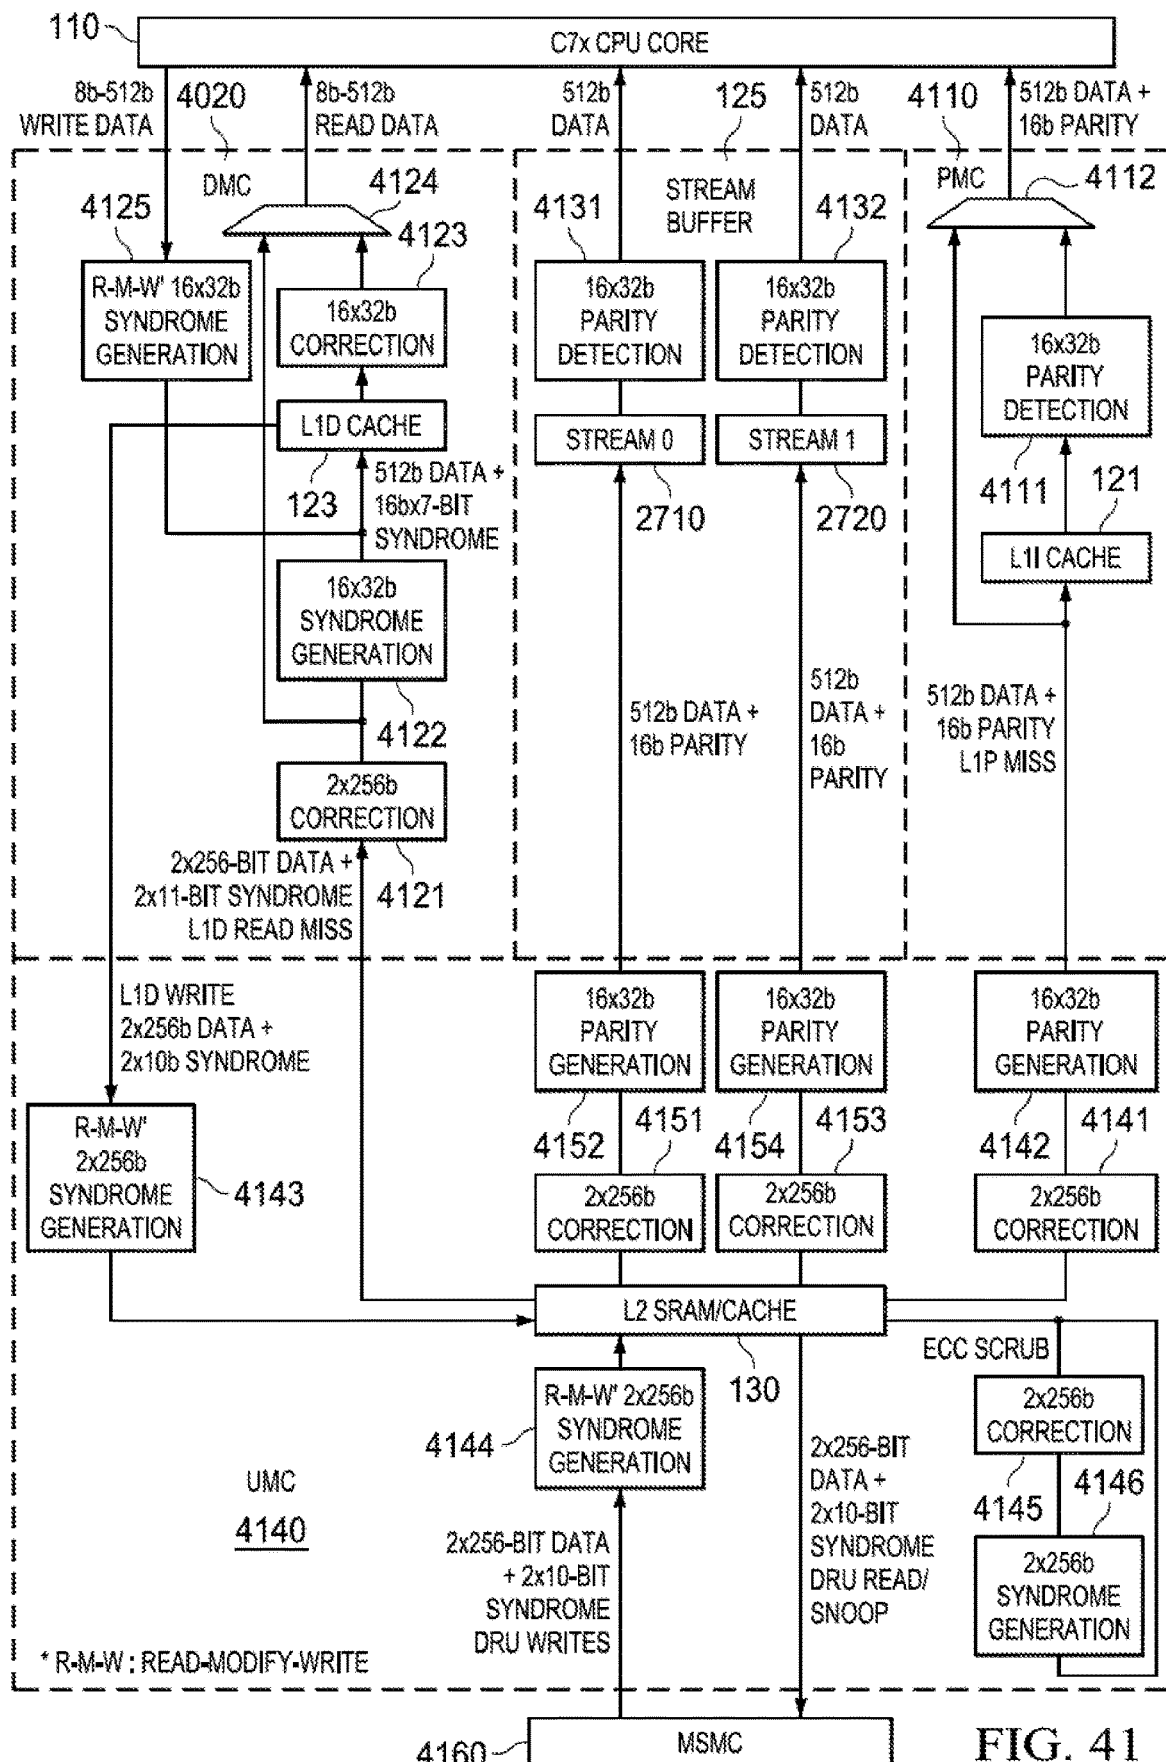 110
C7x CPU CORE
8b-512b
WRITE DATA
4020
8b-512b
READ DATA
512b
DATA
125
512b
DATA
4110
512b DATA +
16b PARITY
DMC
4124
4125
4123
R-M-W' 16x32b
SYNDROME
GENERATION
16x32b
CORRECTION
L1D CACHE
123
512b DATA +
16bx7-BIT
SYNDROME
16x32b
SYNDROME
GENERATION
4122
2x256b
CORRECTION
4121
2x256-BIT DATA +
2x11-BIT SYNDROME
L1D READ MISS
STREAM
BUFFER
4131
4132
16x32b
PARITY
DETECTION
16x32b
PARITY
DETECTION
STREAM 0
STREAM 1
2710
2720
512b DATA +
16b PARITY
512b
DATA +
16b
PARITY
PMC
4112
16x32b
PARITY
DETECTION
4111
121
L1I CACHE
512b DATA +
16b PARITY
L1P MISS
L1D WRITE
2x256b DATA +
2x10b SYNDROME
R-M-W'
2x256b
SYNDROME
GENERATION
4143
16x32b
PARITY
GENERATION
16x32b
PARITY
GENERATION
16x32b
PARITY
GENERATION
4152
4151
4154
4153
4142
4141
2x256b
CORRECTION
2x256b
CORRECTION
2x256b
CORRECTION
L2 SRAM/CACHE
130
ECC SCRUB
R-M-W' 2x256b
SYNDROME
GENERATION
4144
2x256b
CORRECTION
4145
4146
2x256b
SYNDROME
GENERATION
UMC
4140
2x256-BIT DATA
+ 2x10-BIT
SYNDROME
DRU WRITES
2x256-BIT
DATA +
2x10-BIT
SYNDROME
DRU READ/
SNOOP
* R-M-W : READ-MODIFY-WRITE
4160
MSMC
FIG. 41